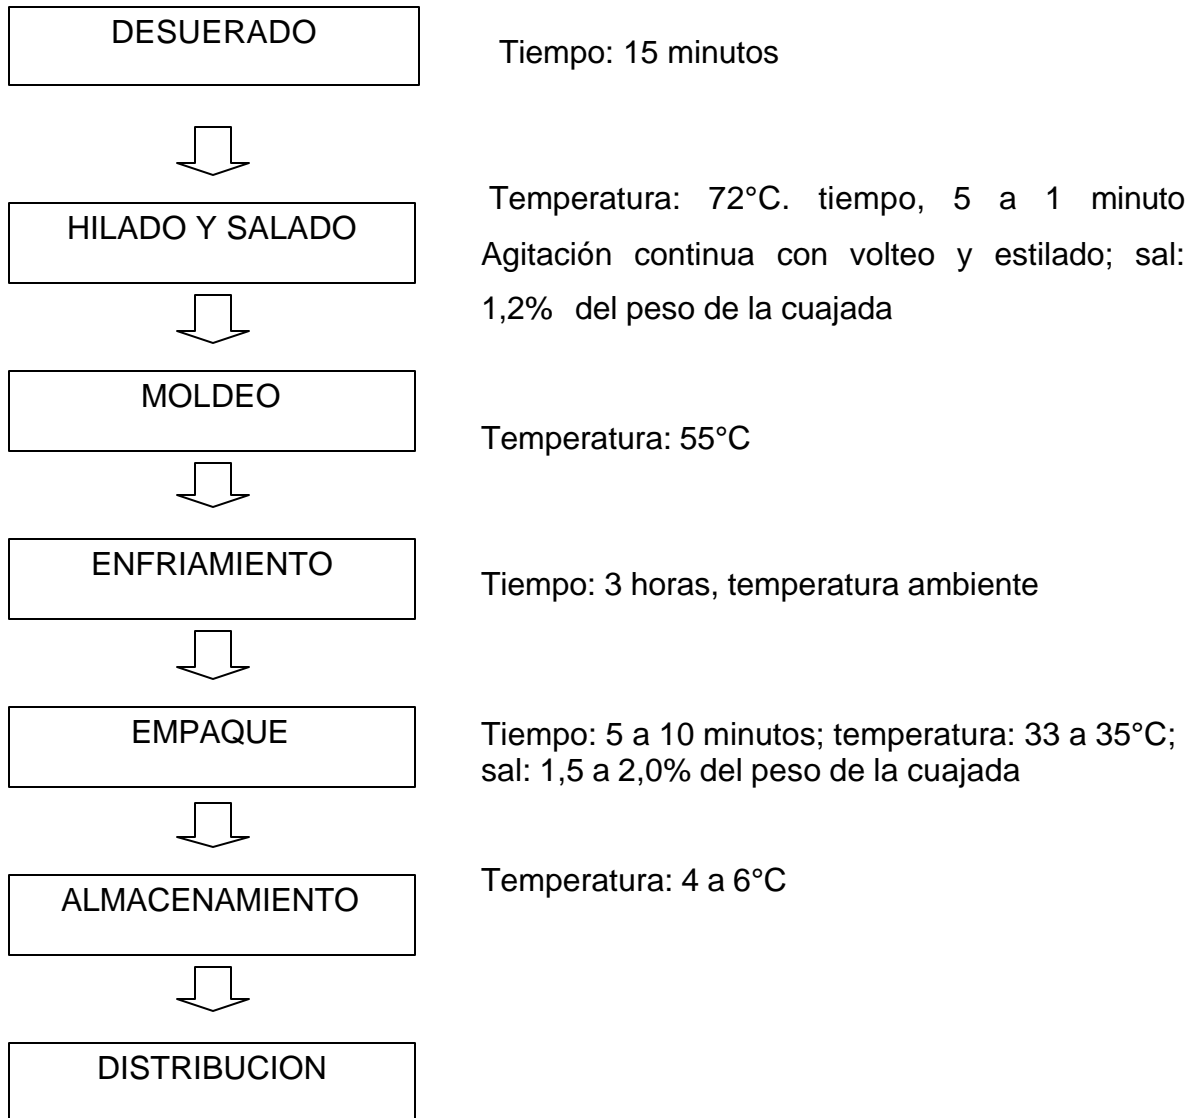 DESUERADO
Tiempo: 15 minutos
HILADO Y SALADO
Temperatura: 72°C. tiempo, 5 a 1 minuto
Agitación continua con volteo y estilado; sal:
1,2% del peso de la cuajada
MOLDEO
Temperatura: 55°C
ENFRIAMIENTO
Tiempo: 3 horas, temperatura ambiente
EMPAQUE
Tiempo: 5 a 10 minutos; temperatura: 33 a 35°C;
sal: 1,5 a 2,0% del peso de la cuajada
ALMACENAMIENTO
Temperatura: 4 a 6°C
DISTRIBUCION